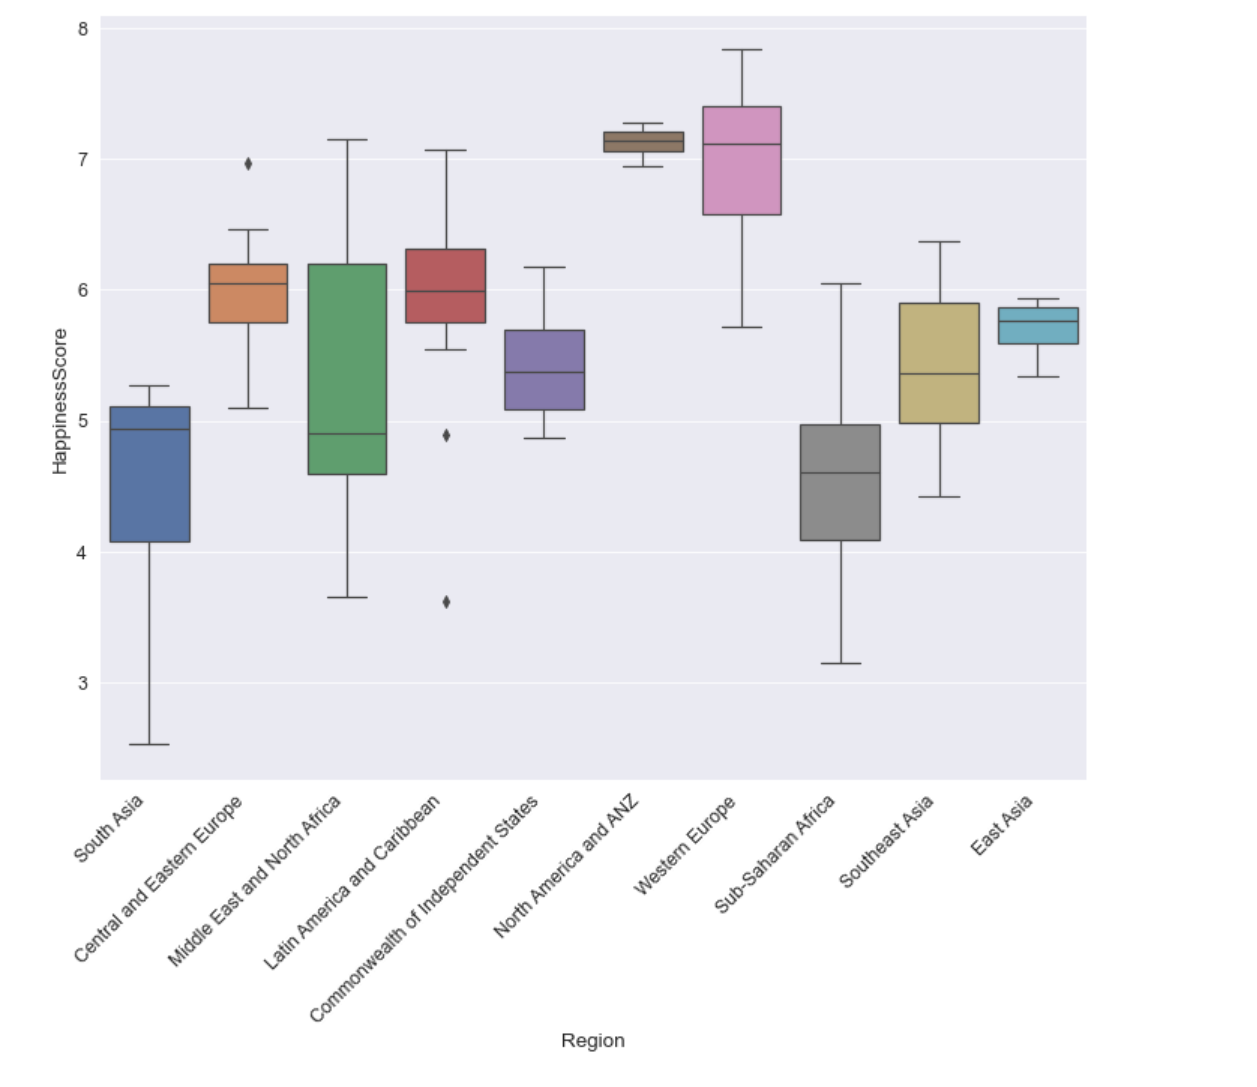 8
7
6
5
4
3
HappinessScore
South Asia
Central and Eastern Europe
Middle East and North Africa
Latin America and Caribbean
Commonwealth of Independent States
North America and ANZ
Western Europe
Sub-Saharan Africa
Southeast Asia
East Asia
Region